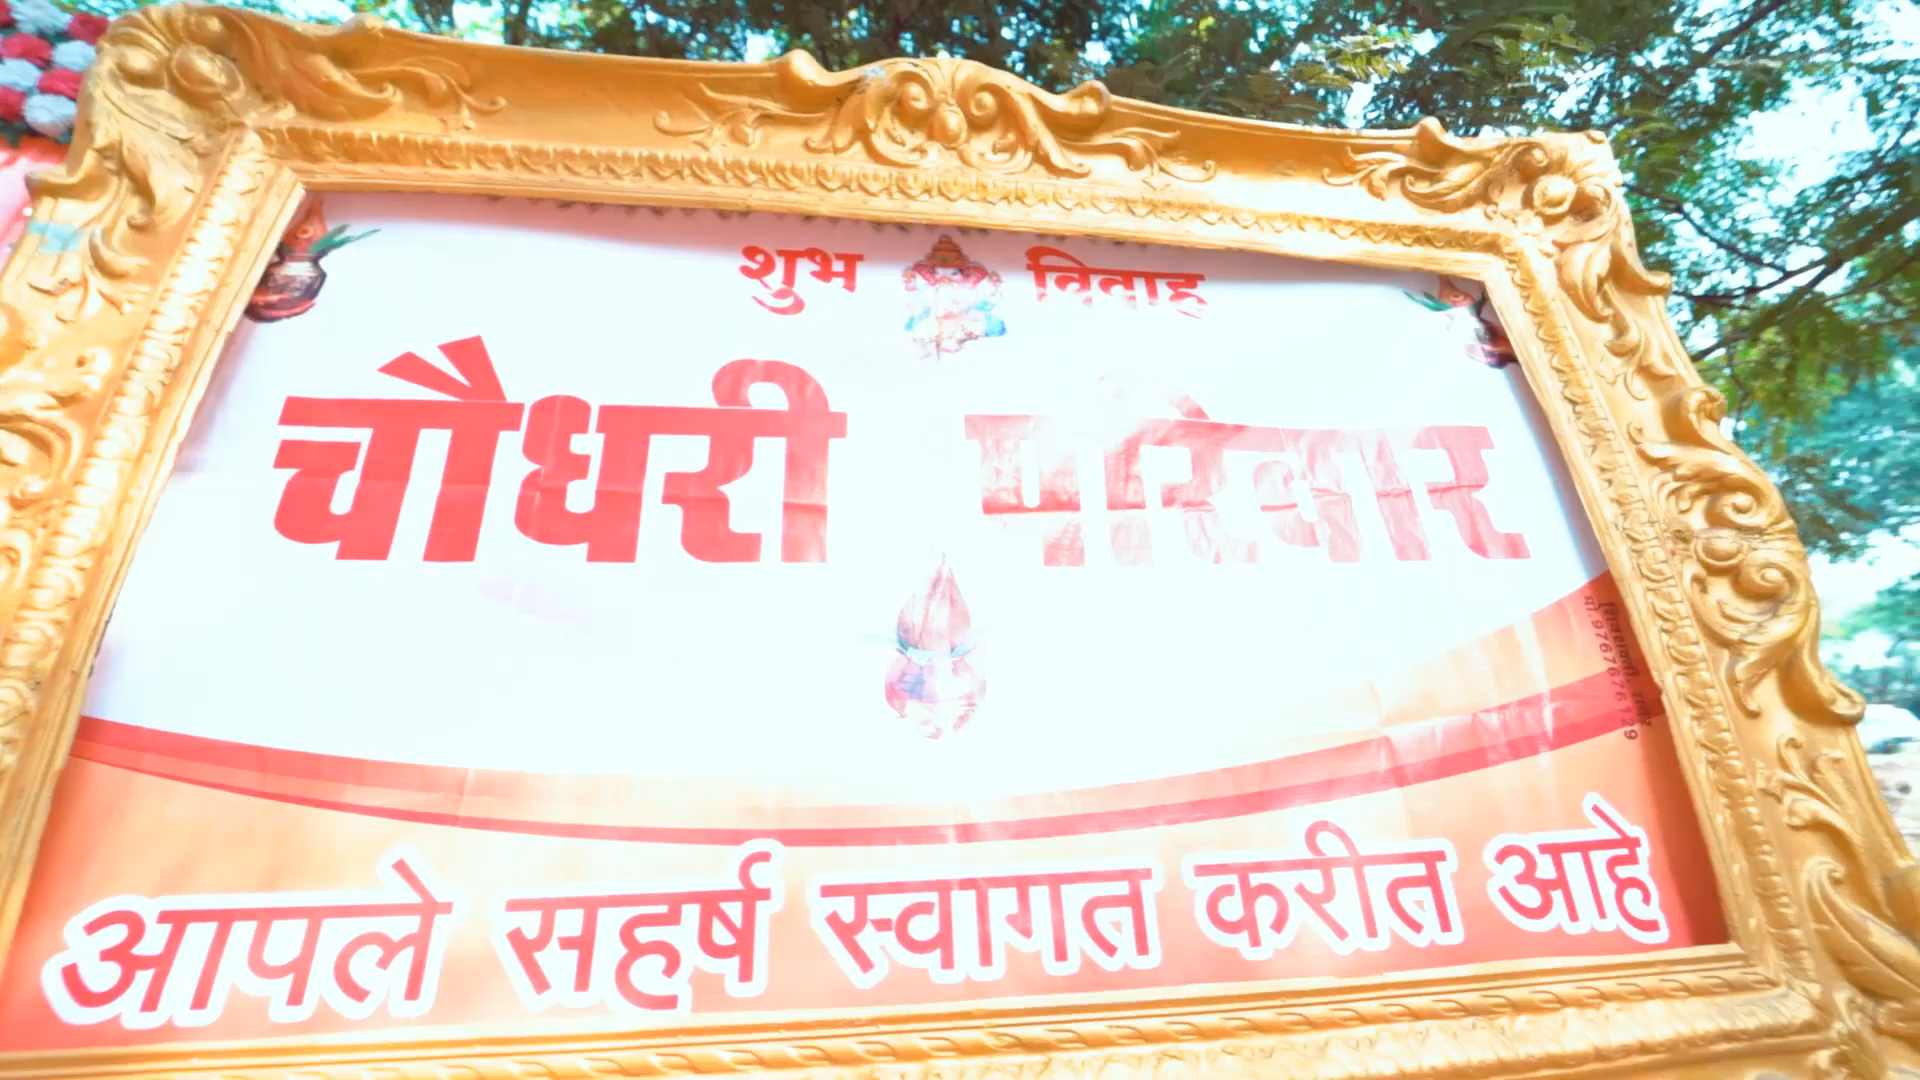 शुभ विवाह
चौधरी परिवार
आपले सहर्ष स्वागत करीत आहे